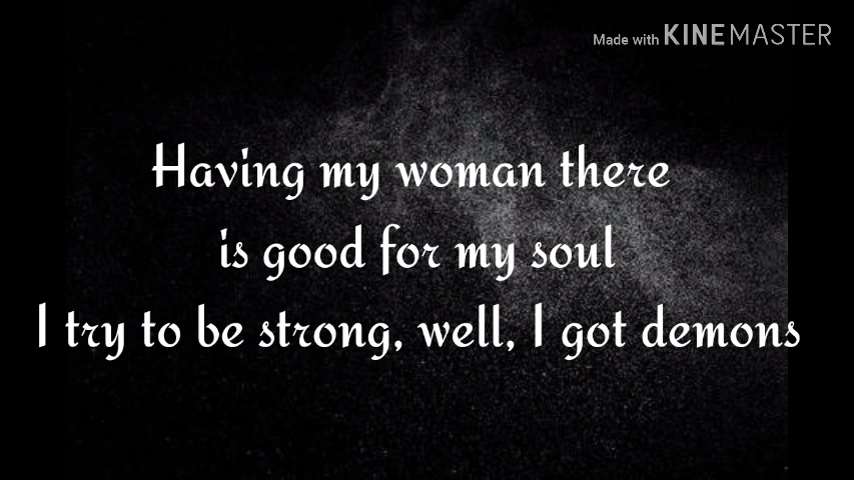 Made with KINEMASTER
Having my woman there
is good for my soul
I try to be strong, well, I got demons